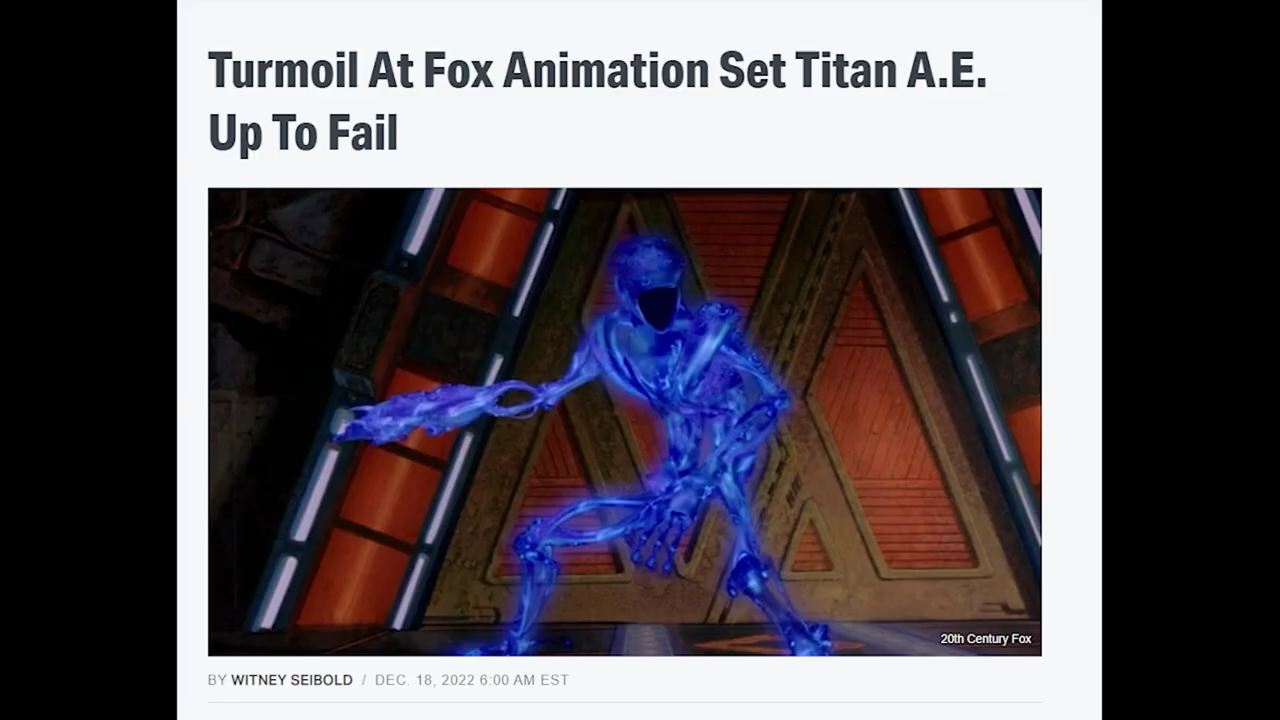 Turmoil At Fox Animation Set Titan A.E.
Up To Fail
20th Century Fox
BY WITNEY SEIBOLD / DEC. 18, 2022 6:00 AM EST